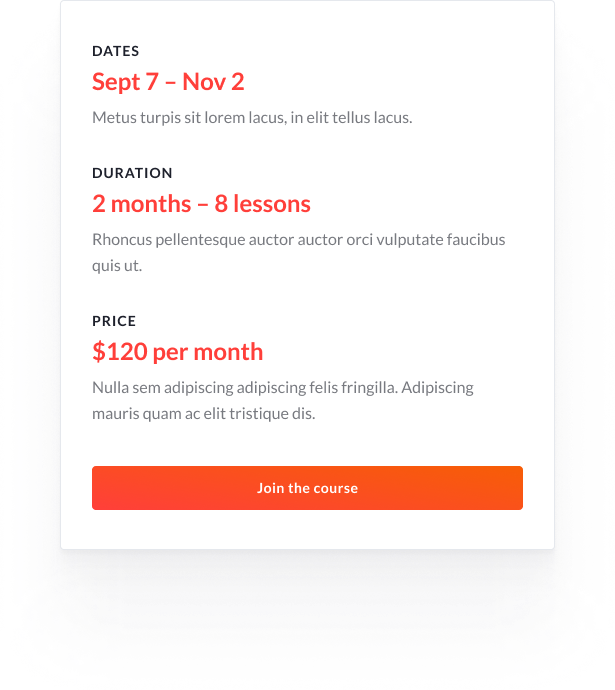 DATES
Sept 7 – Nov 2
Metus turpis sit lorem lacus, in elit tellus lacus.
DURATION
2 months – 8 lessons
Rhoncus pellentesque auctor auctor orci vulputate faucibus
quis ut.
PRICE
$120 per month
Nulla sem adipiscing adipiscing felis fringilla. Adipiscing
mauris quam ac elit tristique dis.
Join the course